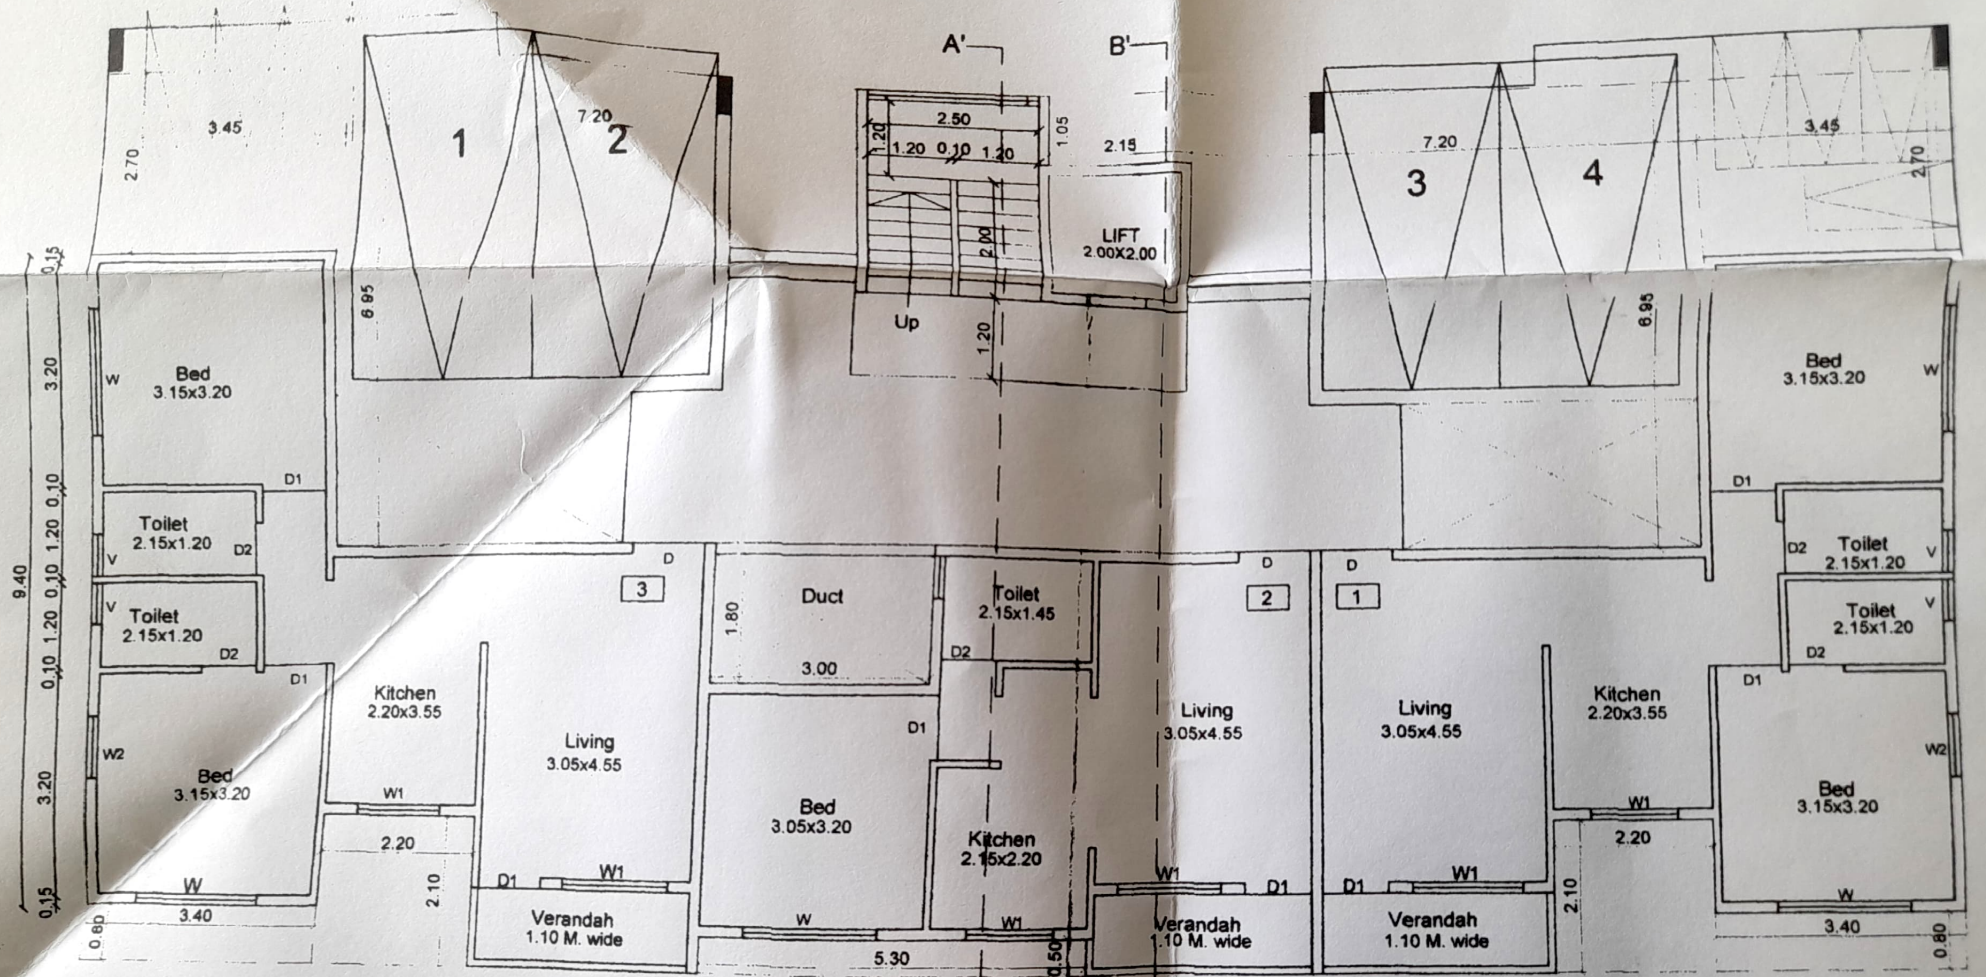 A'
B'
3.45
2.70
1
2
7.20
2.50
1.20
1.20 0.10 1.20
1.05
2.15
2.00
LIFT
2.00X2.00
7.20
3
4
3.45
2.70
0.15
6.95
Up
1.20
6.95
3.20
W
Bed
3.15x3.20
D1
Bed
3.15x3.20
W
D1
9.40
0.10
1.20
0.10
1.20
0.10
Toilet
2.15x1.20
D2
V
V
Toilet
2.15x1.20
D2
D1
D
3
Duct
1.80
3.00
Toilet
2.15x1.45
D2
D
2
D
1
D2
Toilet
2.15x1.20
V
Toilet
2.15x1.20
V
D2
D1
3.20
W2
Bed
3.15x3.20
W
Kitchen
2.20x3.55
W1
Living
3.05x4.55
D1
W1
D1
Bed
3.05x3.20
W
Kitchen
2.15x2.20
W1
Living
3.05x4.55
W1
D1
Living
3.05x4.55
D1
W1
Kitchen
2.20x3.55
W1
W2
Bed
3.15x3.20
W
0.15
0.80
3.40
2.20
2.10
Verandah
1.10 M. wide
5.30
0.50
Verandah
1.10 M. wide
Verandah
1.10 M. wide
2.10
2.20
3.40
0.80